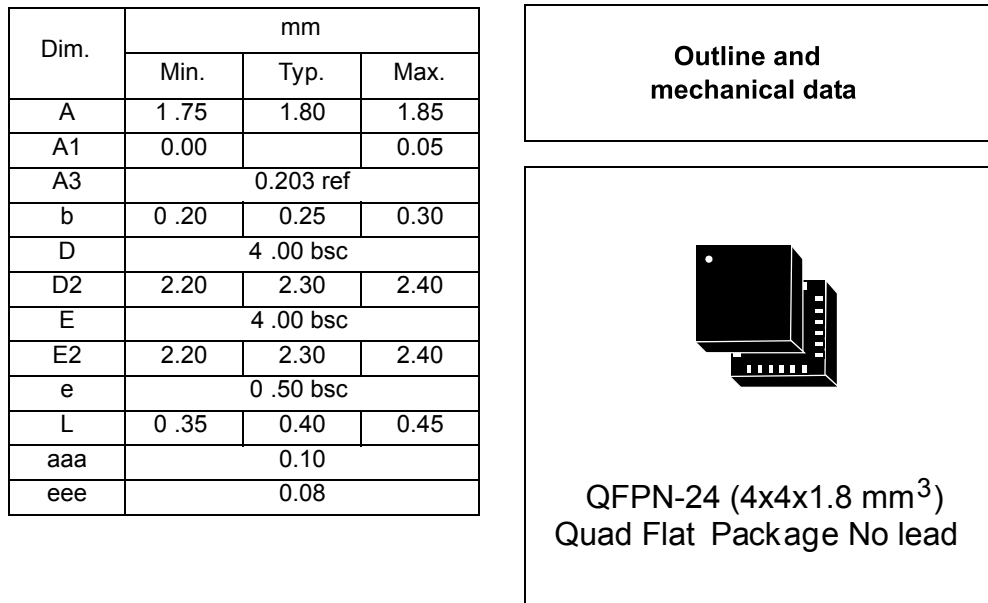 Dim. mm
Min. Typ. Max.
A 1 .75 1.80 1.85
A1 0.00 0.05
A3 0.203 ref
b 0 .20 0.25 0.30
D 4 .00 bsc
D2 2.20 2.30 2.40
E 4 .00 bsc
E2 2.20 2.30 2.40
e 0 .50 bsc
L 0 .35 0.40 0.45
aaa 0.10
eee 0.08
Outline and
mechanical data
QFPN-24 (4x4x1.8 mm³)
Quad Flat Package No lead